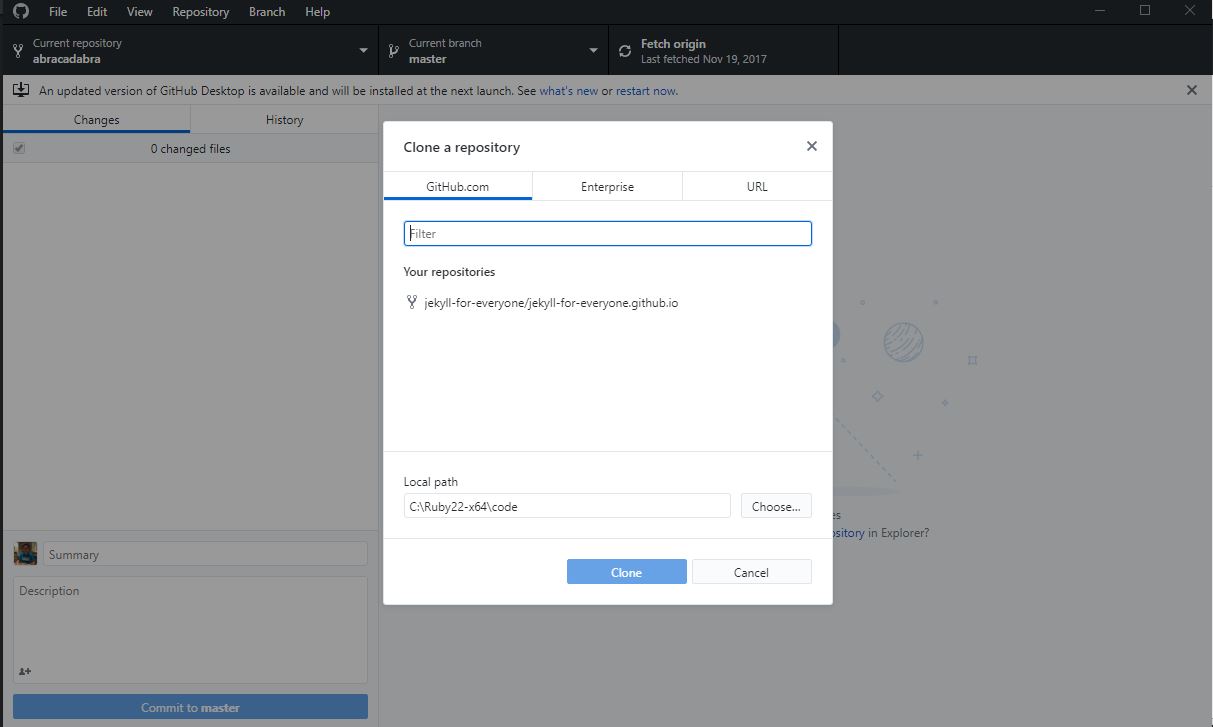 File Edit View Repository Branch Help
Current repository
abracadabra
Current branch
master
Fetch origin
Last fetched Nov 19, 2017
An updated version of GitHub Desktop is available and will be installed at the next launch. See what's new or restart now.
Changes History
0 changed files
Clone a repository
GitHub.com Enterprise URL
Filter
Your repositories
jekyll-for-everyone/jekyll-for-everyone.github.io
Local path
C:\Ruby22-x64\code Choose...
in Explorer?
Clone Cancel
Summary
Description
Commit to master